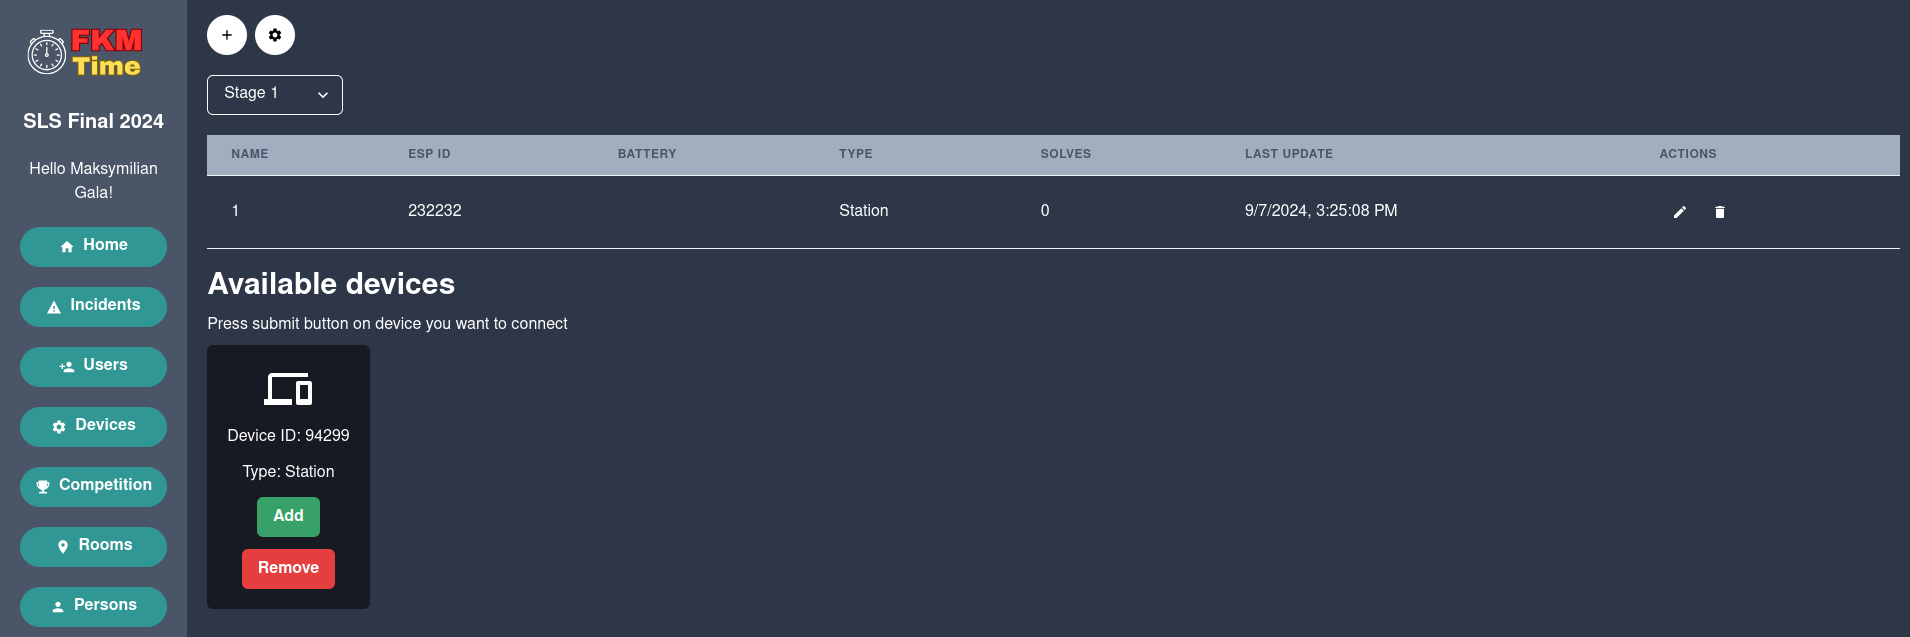 FKM
Time
SLS Final 2024
Hello Maksymilian
Gala!
Home
Incidents
Users
Devices
Competition
Rooms
Persons
Stage 1
NAME ESP ID BATTERY TYPE SOLVES LAST UPDATE ACTIONS
1 232232 Station 0 9/7/2024, 3:25:08 PM
Available devices
Press submit button on device you want to connect
Device ID: 94299
Type: Station
Add
Remove